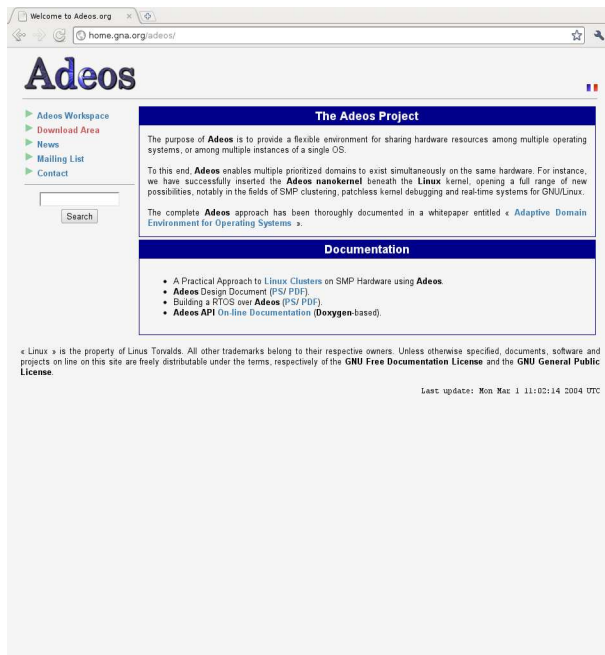 Welcome to Adeos.org
home.gna.org/adeos/
Adeos
Adeos Workspace
Download Area
News
Mailing List
Contact
Search
The Adeos Project
The purpose of Adeos is to provide a flexible environment for sharing hardware resources among multiple operating
systems, or among multiple instances of a single OS.
To this end, Adeos enables multiple prioritized domains to exist simultaneously on the same hardware. For instance,
we have successfully inserted the Adeos nanokernel beneath the Linux kernel, opening a full range of new
possibilities, notably in the fields of SMP clustering, patchless kernel debugging and real-time systems for GNU/Linux.
The complete Adeos approach has been thoroughly documented in a whitepaper entitled « Adaptive Domain
Environment for Operating Systems ».
Documentation
A Practical Approach to Linux Clusters on SMP Hardware using Adeos.
Adeos Design Document (PS/ PDF).
Building a RTOS over Adeos (PS/ PDF).
Adeos API On-line Documentation (Doxygen-based).
« Linux » is the property of Linus Torvalds. All other trademarks belong to their respective owners. Unless otherwise specified, documents, software and
projects on line on this site are freely distributable under the terms, respectively of the GNU Free Documentation License and the GNU General Public
License.
Last update: Mon Mar 1 11:02:14 2004 UTC